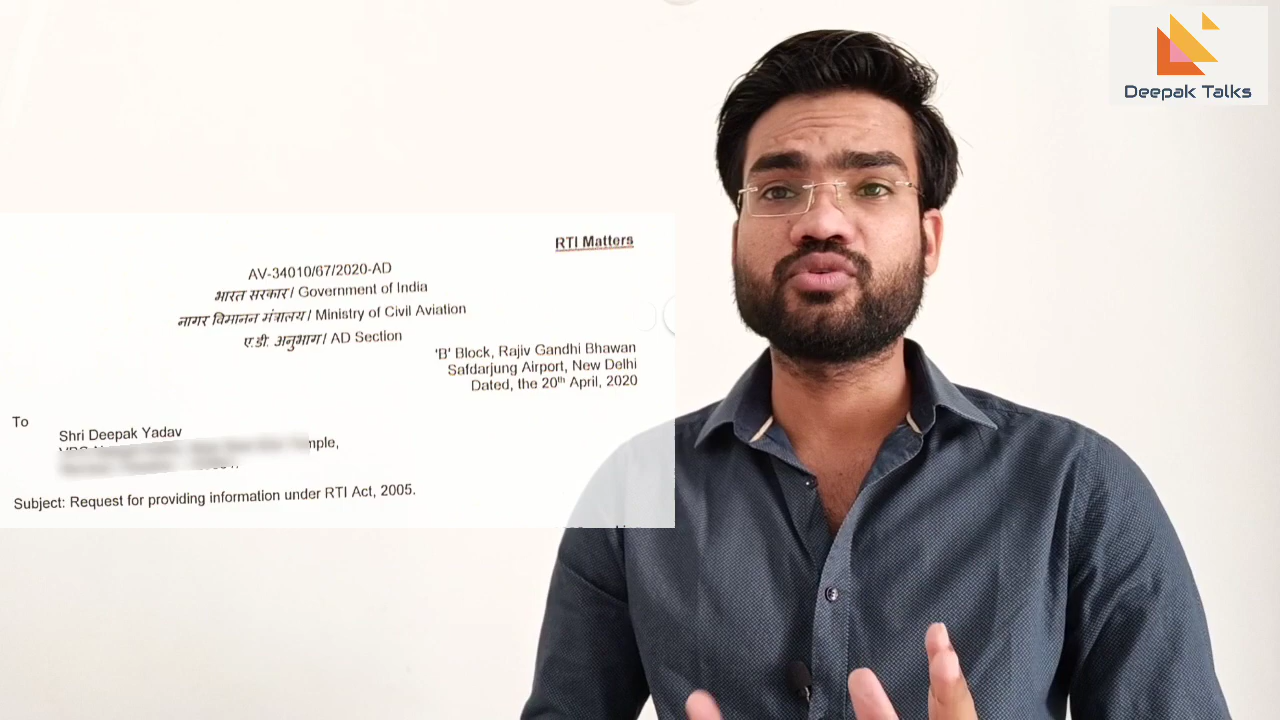 Deepak Talks
RTI Matters
AV-34010/67/2020-AD
भारत सरकार / Government of India
नागर विमानन मंत्रालय / Ministry of Civil Aviation
ए.डी. अनुभाग / AD Section
'B' Block, Rajiv Gandhi Bhawan
Safdarjung Airport, New Delhi
Dated, the 20th April, 2020
To
Shri Deepak Yadav
Subject: Request for providing information under RTI Act, 2005.